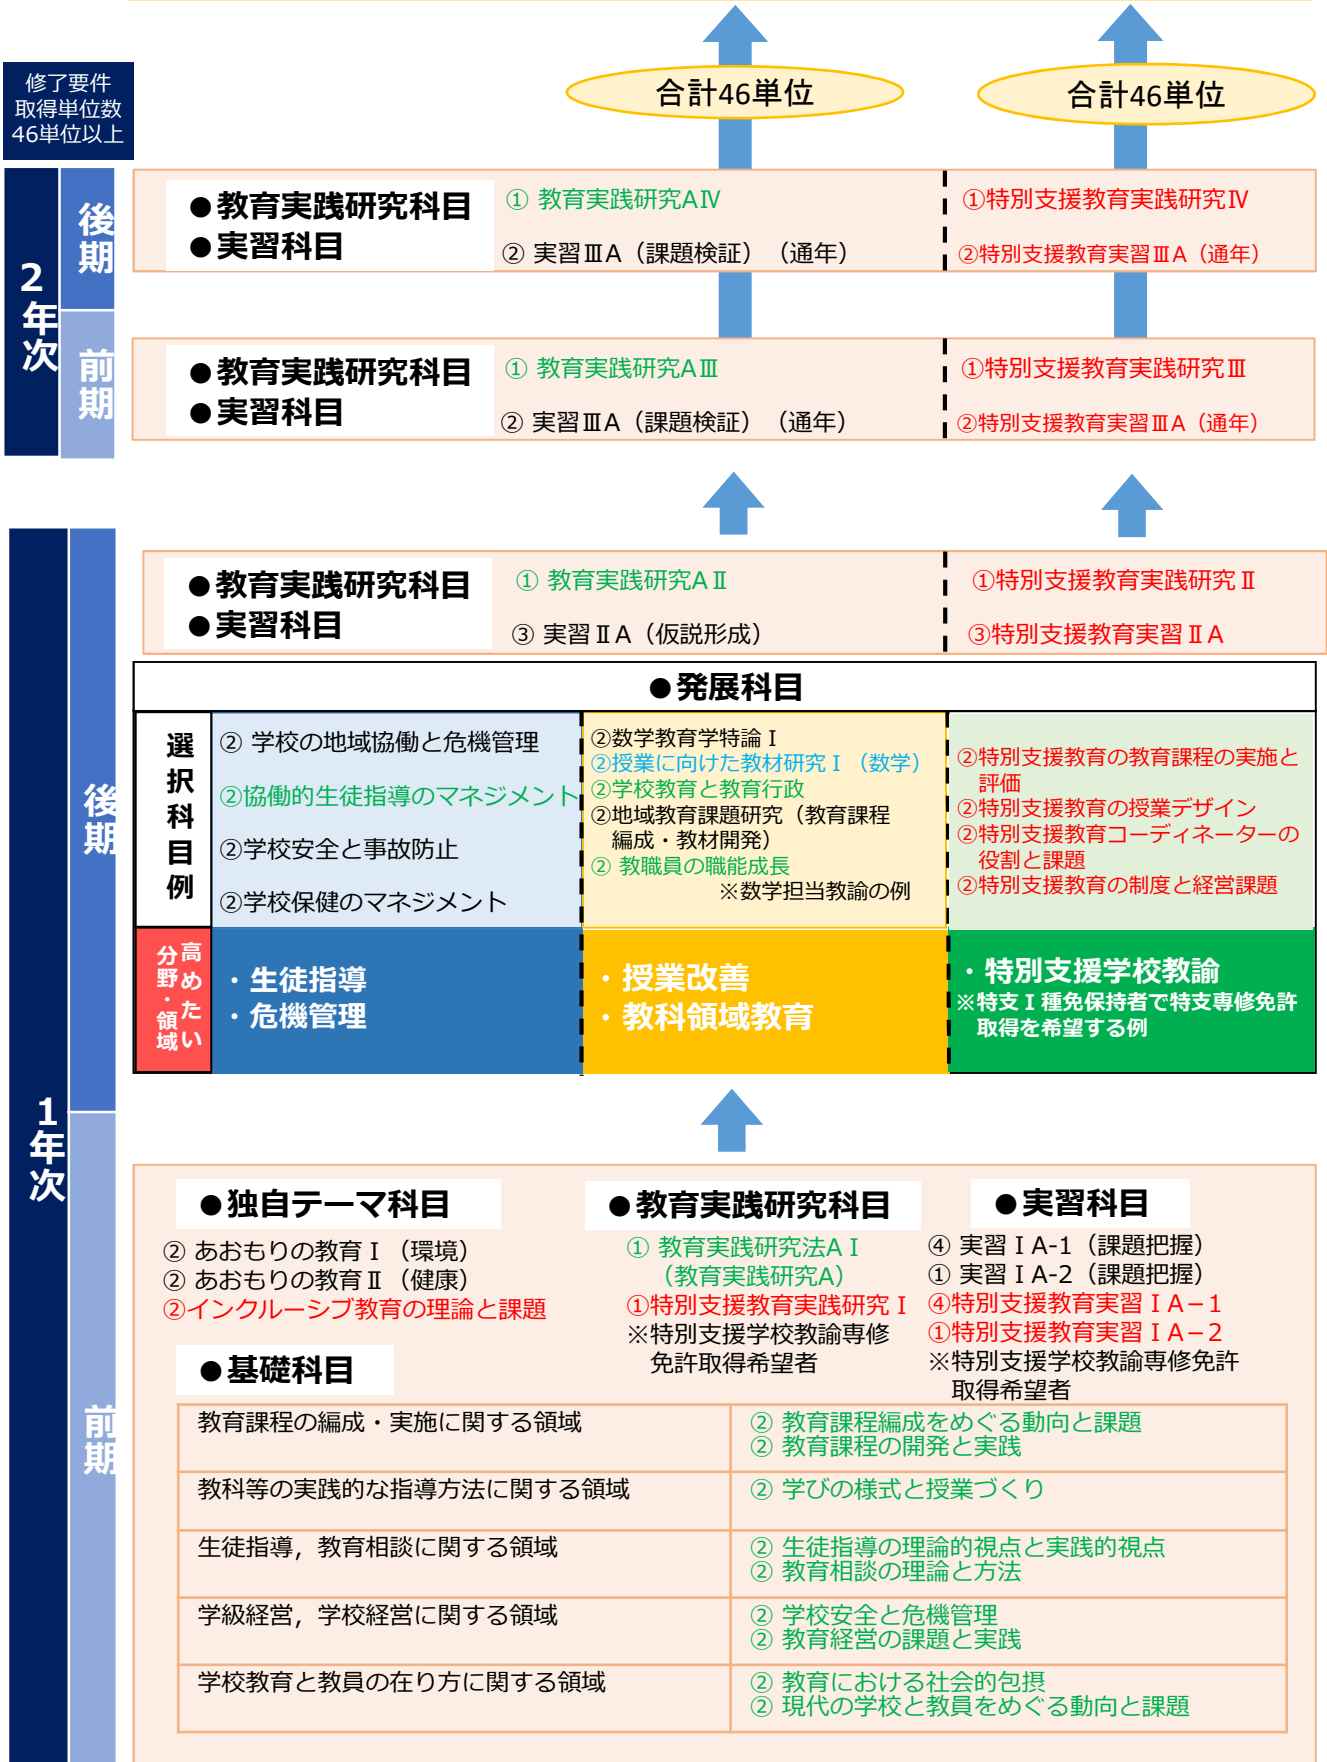 修了要件
取得単位数
46単位以上
合計46単位
合計46単位
2年次
後期
●教育実践研究科目
●実習科目
① 教育実践研究AⅣ
② 実習ⅢA（課題検証）（通年）
①特別支援教育実践研究Ⅳ
②特別支援教育実習ⅢA（通年）
前期
●教育実践研究科目
●実習科目
① 教育実践研究AⅢ
② 実習ⅢA（課題検証）（通年）
①特別支援教育実践研究Ⅲ
②特別支援教育実習ⅢA（通年）
1年次
後期
●教育実践研究科目
●実習科目
① 教育実践研究AⅡ
③ 実習ⅡA（仮説形成）
①特別支援教育実践研究Ⅱ
③特別支援教育実習ⅡA
●発展科目
選択科目例
② 学校の地域協働と危機管理
②協働的生徒指導のマネジメント
②学校安全と事故防止
②学校保健のマネジメント
②数学教育学特論Ⅰ
②授業に向けた教材研究Ⅰ（数学）
②学校教育と教育行政
②地域教育課題研究（教育課程
編成・教材開発）
② 教職員の職能成長
※数学担当教諭の例
②特別支援教育の教育課程の実施と
評価
②特別支援教育の授業デザイン
②特別支援教育コーディネーターの
役割と課題
②特別支援教育の制度と経営課題
高めたい
分野・領域
・生徒指導
・危機管理
・授業改善
・教科領域教育
・特別支援学校教諭
※特支Ⅰ種免保持者で特支専修免許
取得を希望する例
前期
●独自テーマ科目
② あおもりの教育Ⅰ（環境）
② あおもりの教育Ⅱ（健康）
②インクルーシブ教育の理論と課題
●教育実践研究科目
① 教育実践研究法AⅠ
（教育実践研究A）
①特別支援教育実践研究Ⅰ
※特別支援学校教諭専修
免許取得希望者
●実習科目
④ 実習ⅠA-1（課題把握）
① 実習ⅠA-2（課題把握）
④特別支援教育実習ⅠA−1
①特別支援教育実習ⅠA−2
※特別支援学校教諭専修免許
取得希望者
●基礎科目
教育課程の編成・実施に関する領域
② 教育課程編成をめぐる動向と課題
② 教育課程の開発と実践
教科等の実践的な指導方法に関する領域
② 学びの様式と授業づくり
生徒指導，教育相談に関する領域
② 生徒指導の理論的視点と実践的視点
② 教育相談の理論と方法
学級経営，学校経営に関する領域
② 学校安全と危機管理
② 教育経営の課題と実践
学校教育と教員の在り方に関する領域
② 教育における社会的包摂
② 現代の学校と教員をめぐる動向と課題